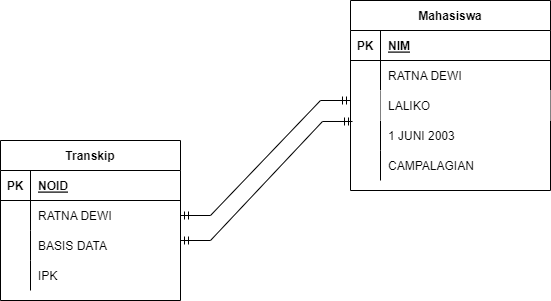 Mahasiswa
PK NIM
RATNA DEWI
LALIKO
1 JUNI 2003
CAMPALAGIAN
Transkip
PK NOID
RATNA DEWI
BASIS DATA
IPK